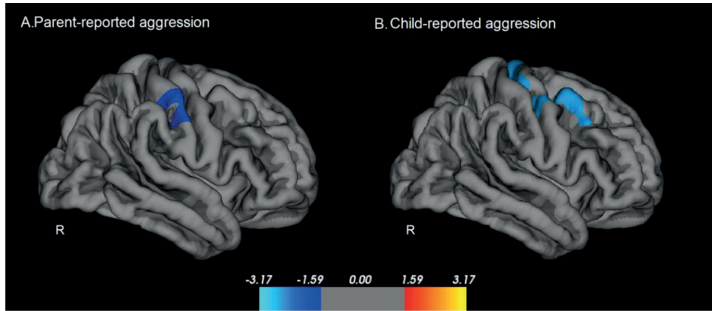 A.Parent-reported aggression
B. Child-reported aggression
R
R
-3.17 -1.59 0.00 1.59 3.17